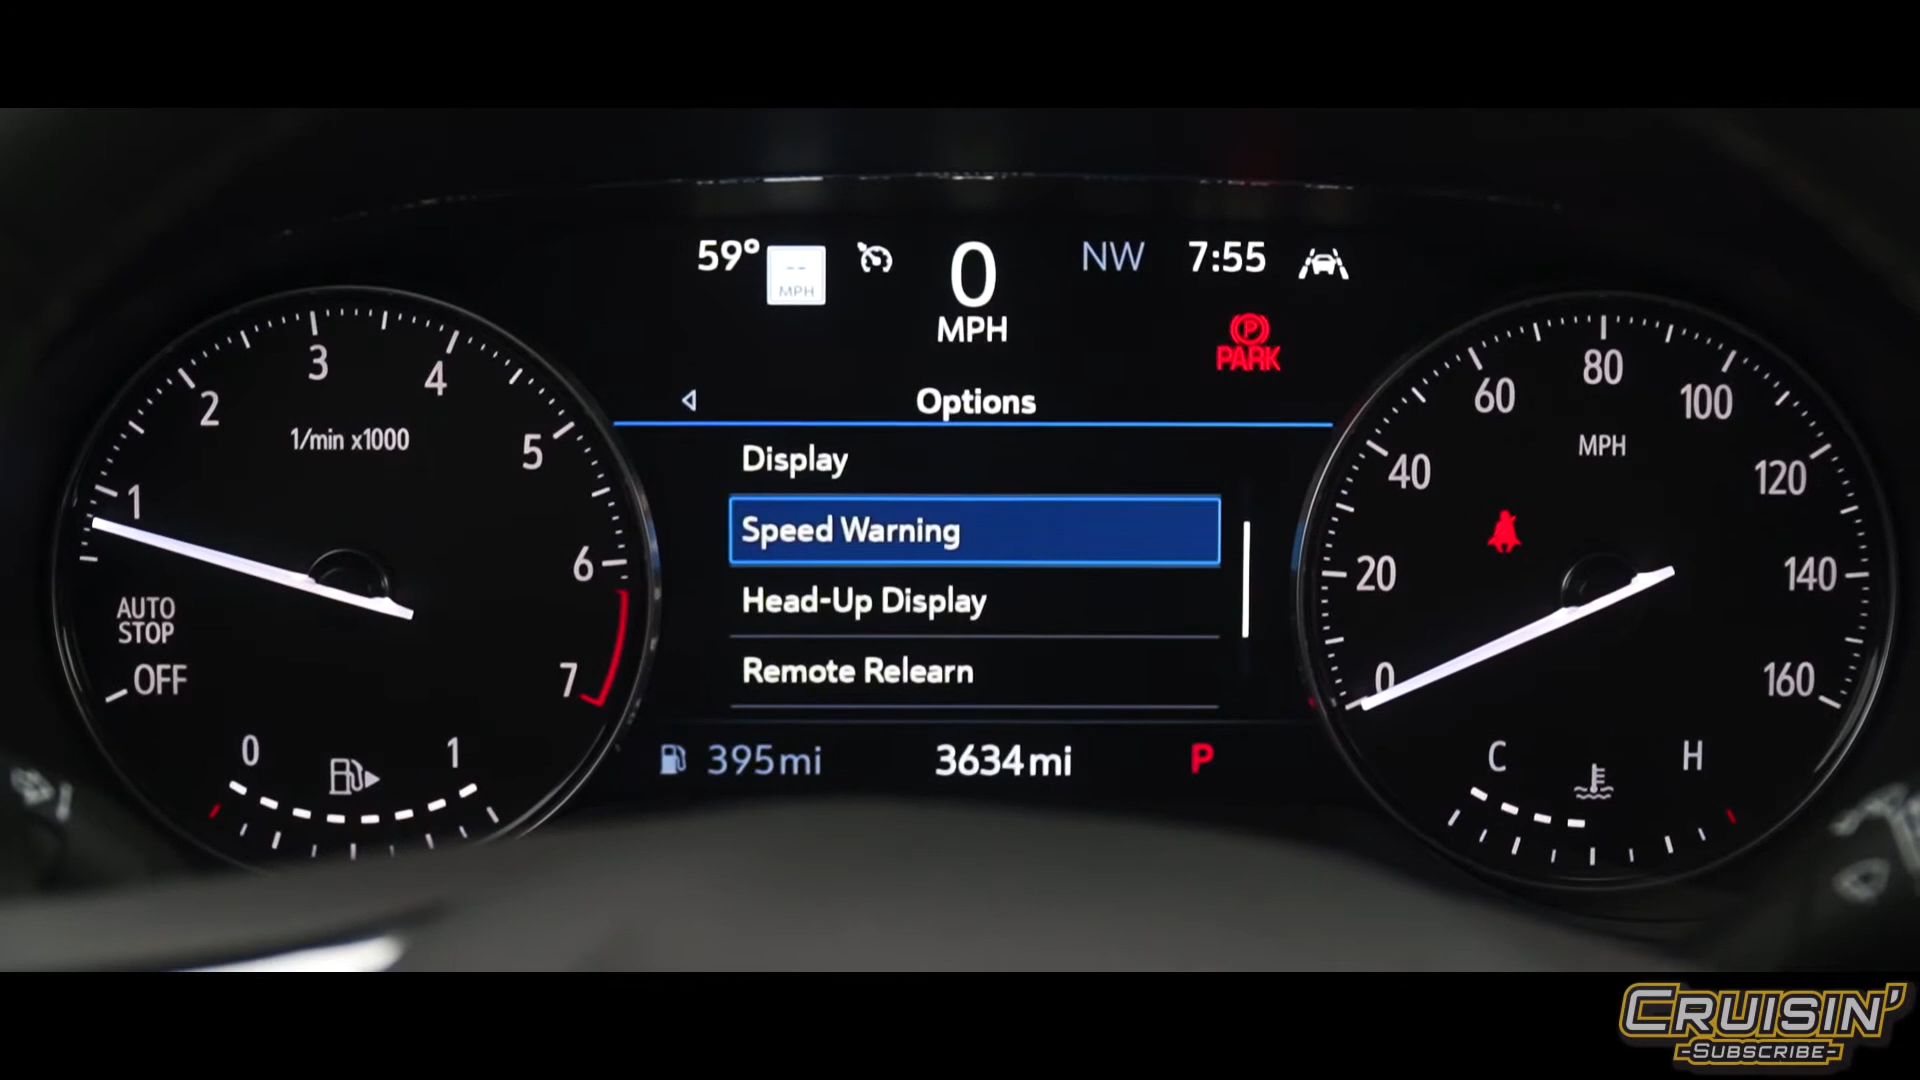 59°
--
MPH
0
MPH
NW
7:55
P
PARK
Options
Display
Speed Warning
Head-Up Display
Remote Relearn
395mi
3634mi
P
1
2
3
4
5
6
7
1/min x1000
AUTO
STOP
OFF
0
1
0
20
40
60
80
100
120
140
160
MPH
C
H
CRUISIN'
-SUBSCRIBE-